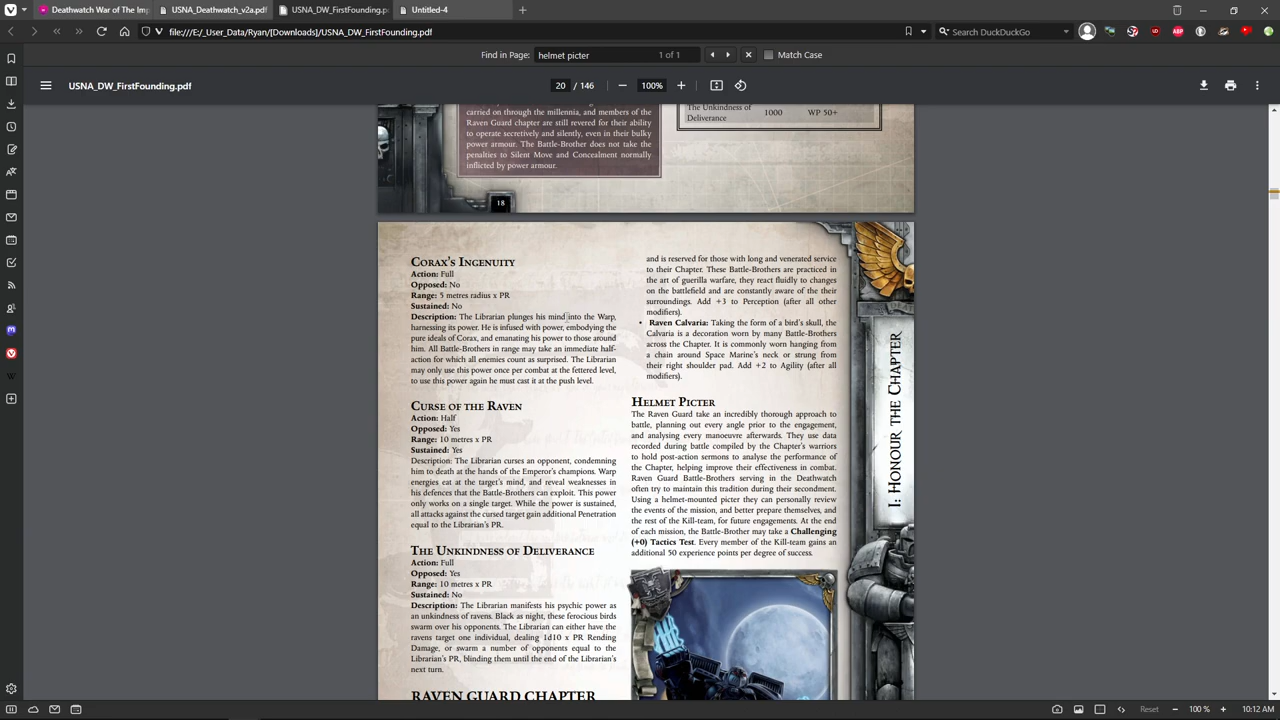 Deathwatch War of The Imp
USNA_Deathwatch_v2a.pdf
USNA_DW_FirstFounding.p
Untitled-4
file:///E:/_User_Data/Ryan/[Downloads]/USNA_DW_FirstFounding.pdf
Search DuckDuckGo
Find in Page:
helmet picter
1 of 1
Match Case
USNA_DW_FirstFounding.pdf
20 / 146
100%
carried on through the millennia, and members of the
Raven Guard chapter are still revered for their ability
to operate secretively and silently, even in their bulky
power armour. The Battle-Brother does not take the
penalties to Silent Move and Concealment normally
inflicted by power armour.
The Unkindness of
Deliverance
1000
WP 50+
18
Corax's Ingenuity
Action: Full
Opposed: No
Range: 5 metres radius x PR
Sustained: No
Description: The Librarian plunges his mind into the Warp,
harnessing its power. He is infused with power, embodying the
pure ideals of Corax, and emanating his power to those around
him. All Battle-Brothers in range may take an immediate half-
action for which all enemies count as surprised. The Librarian
may only use this power once per combat at the fettered level,
to use this power again he must cast it at the push level.
Curse of the Raven
Action: Half
Opposed: Yes
Range: 10 metres x PR
Sustained: Yes
Description: The Librarian curses an opponent, condemning
him to death at the hands of the Emperor's champions. Warp
energies eat at the target's mind, and reveal weaknesses in
his defences that the Battle-Brothers can exploit. This power
only works on a single target. While the power is sustained,
all attacks against the cursed target gain additional Penetration
equal to the Librarian's PR.
The Unkindness of Deliverance
Action: Full
Opposed: Yes
Range: 10 metres x PR
Sustained: No
Description: The Librarian manifests his psychic power as
an unkindness of ravens. Black as night, these ferocious birds
swarm over his opponents. The Librarian can either have the
ravens target one individual, dealing 1d10 x PR Rending
Damage, or swarm a number of opponents equal to the
Librarian's PR, blinding them until the end of the Librarian's
next turn.
RAVEN GUARD CHAPTER
and is reserved for those with long and venerated service
to their Chapter. These Battle-Brothers are practiced in
the art of guerilla warfare, they react fluidly to changes
on the battlefield and are constantly aware of the their
surroundings. Add +3 to Perception (after all other
modifiers).
• Raven Calvaria: Taking the form of a bird's skull, the
Calvaria is a decoration worn by many Battle-Brothers
across the Chapter. It is commonly worn hanging from
a chain around Space Marine's neck or strung from
their right shoulder pad. Add +2 to Agility (after all
modifiers).
Helmet Picter
The Raven Guard take an incredibly thorough approach to
battle, planning out every angle prior to the engagement,
and analysing every manoeuvre afterwards. They use data
recorded during battle compiled by the Chapter's warriors
to hold post-action sermons to analyse the performance of
the Chapter, helping improve their effectiveness in combat.
Raven Guard Battle-Brothers serving in the Deathwatch
often try to maintain this tradition during their secondment.
Using a helmet-mounted picter they can personally review
the events of the mission, and better prepare themselves, and
the rest of the Kill-team, for future engagements. At the end
of each mission, the Battle-Brother may take a Challenging
(+0) Tactics Test. Every member of the Kill-team gains an
additional 50 experience points per degree of success.
I: Honour the Chapter
Reset
100 %
10:12 AM